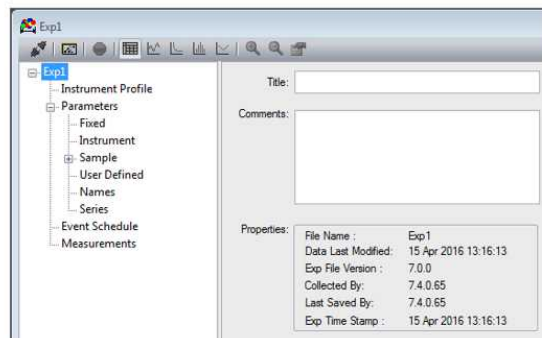 Exp1
Exp1
Instrument Profile
Parameters
Fixed
Instrument
Sample
User Defined
Names
Series
Event Schedule
Measurements
Title:
Comments:
Properties:
File Name : Exp1
Data Last Modified: 15 Apr 2016 13:16:13
Exp File Version : 7.0.0
Collected By: 7.4.0.65
Last Saved By: 7.4.0.65
Exp Time Stamp : 15 Apr 2016 13:16:13